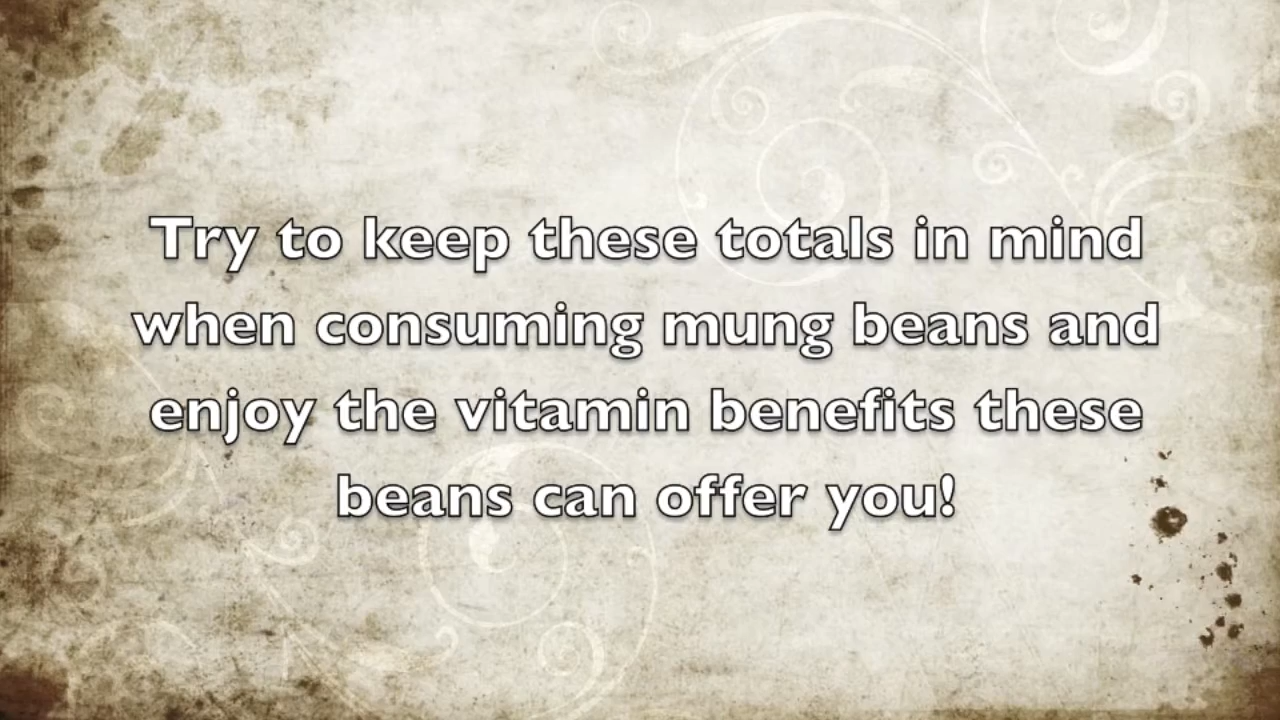 Try to keep these totals in mind
when consuming mung beans and
enjoy the vitamin benefits these
beans can offer you!